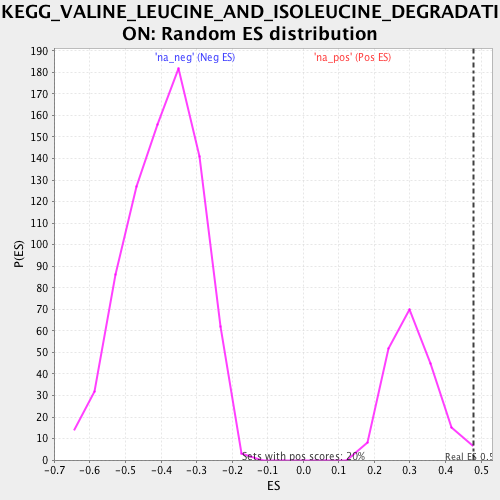 KEGG_VALINE_LEUCINE_AND_ISOLEUCINE_DEGRADATI
ON: Random ES distribution
'na_neg' (Neg ES) 'na_pos' (Pos ES)
190
180
170
160
150
140
130
120
110
100
90
80
70
60
50
40
30
20
10
0
P(ES)
Sets with pos scores: 20%
Real ES 0.5
-0.7 -0.6 -0.5 -0.4 -0.3 -0.2 -0.1 0.0 0.1 0.2 0.3 0.4 0.5
ES